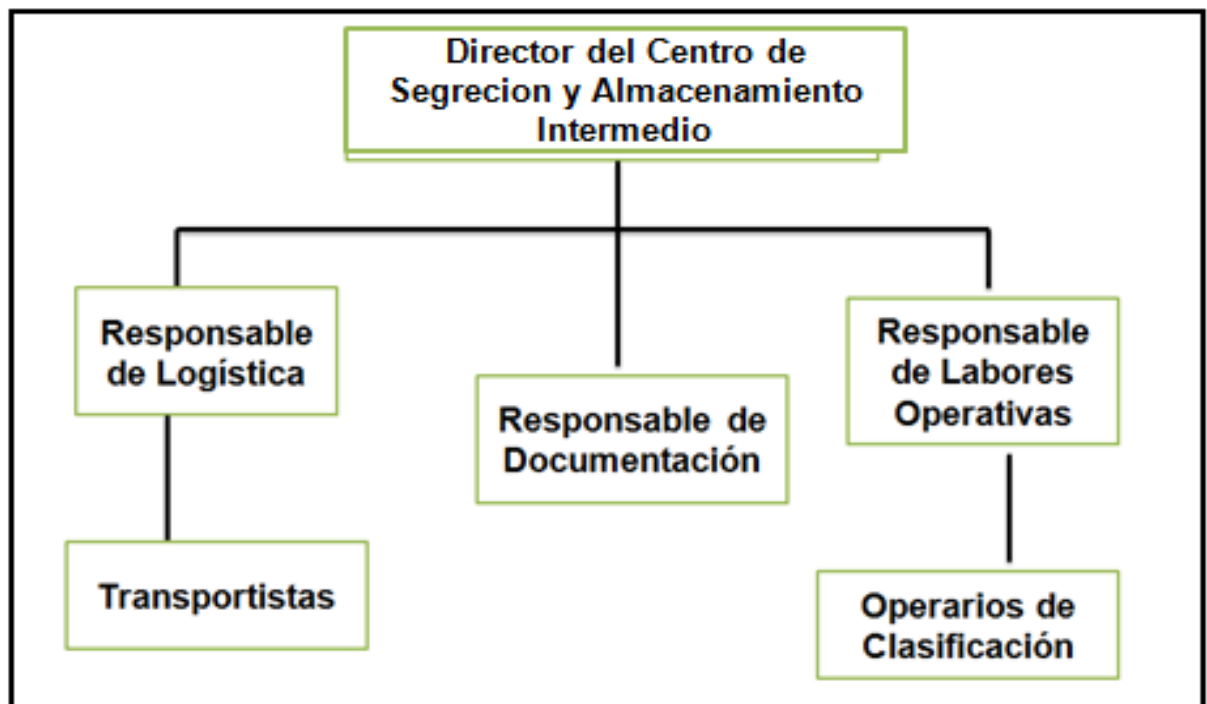 Director del Centro de
Segrecion y Almacenamiento
Intermedio
Responsable
de Logística
Responsable de
Documentación
Responsable
de Labores
Operativas
Transportistas
Operarios de
Clasificación